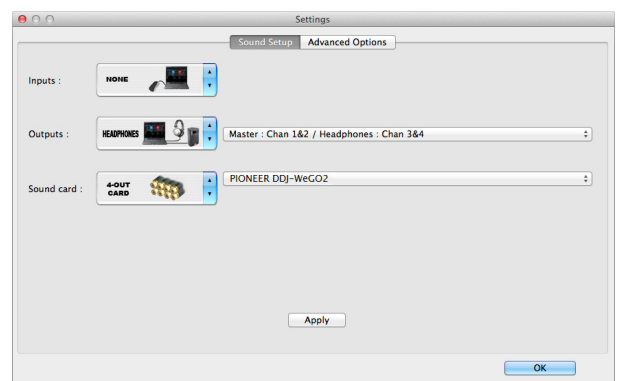 Settings
Sound Setup Advanced Options
Inputs :
NONE
Outputs :
HEADPHONES
Master : Chan 1&2 / Headphones : Chan 3&4
Sound card :
4-OUT
CARD
PIONEER DDJ-WeGO2
Apply
OK